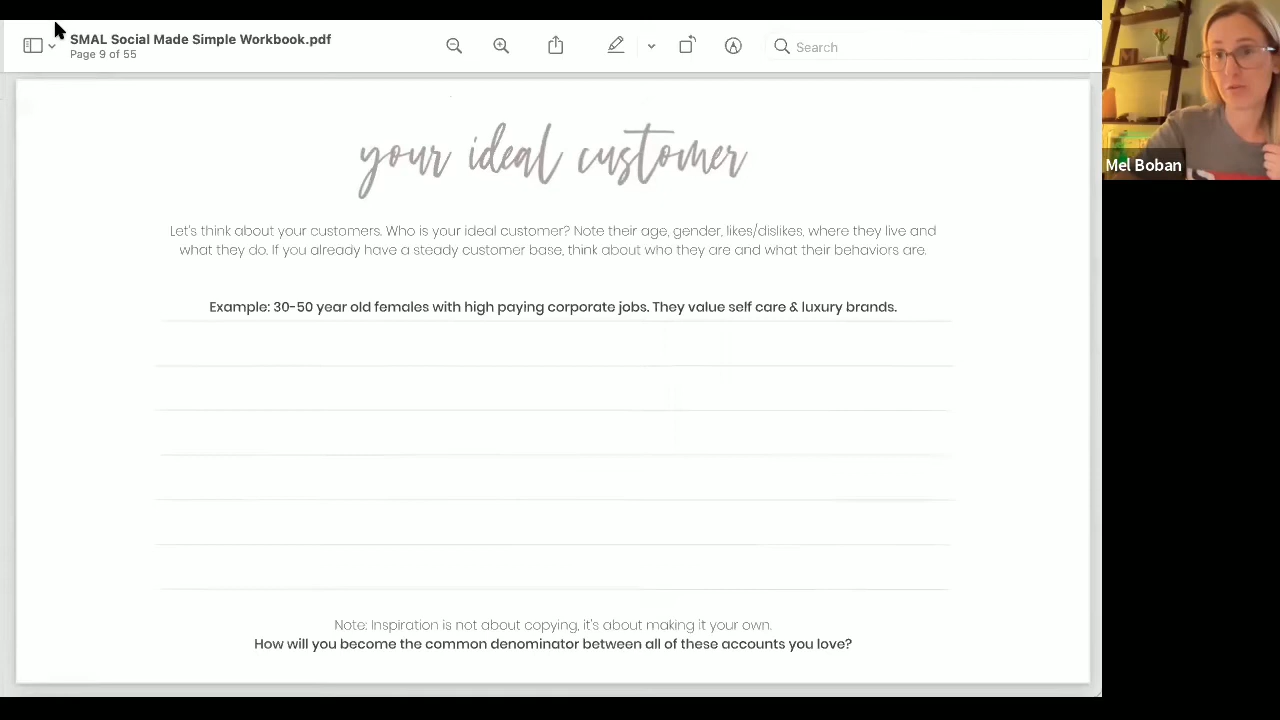 SMAL Social Made Simple Workbook.pdf
Page 9 of 55
Search
Mel Boban
your ideal customer
Let's think about your customers. Who is your ideal customer? Note their age, gender, likes/dislikes, where they live and
what they do. If you already have a steady customer base, think about who they are and what their behaviors are.
Example: 30-50 year old females with high paying corporate jobs. They value self care & luxury brands.
Note: Inspiration is not about copying, it's about making it your own.
How will you become the common denominator between all of these accounts you love?